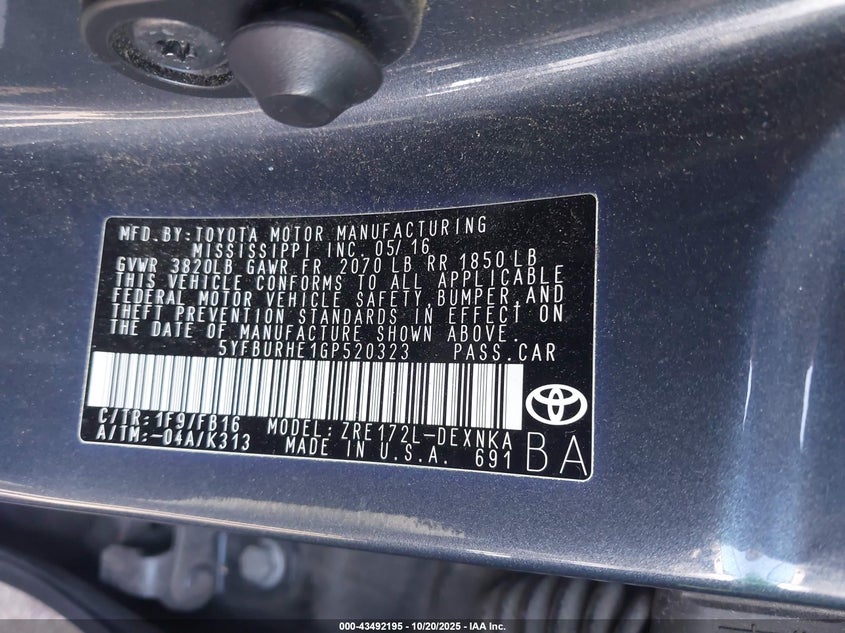 MFD. BY: TOYOTA MOTOR MANUFACTURING
MISSISSIPPI INC. 05/16
GVWR 3820LB GAWR FR 2070 LB RR 1850 LB
THIS VEHICLE CONFORMS TO ALL APPLICABLE
FEDERAL MOTOR VEHICLE SAFETY, BUMPER, AND
THEFT PREVENTION STANDARDS IN EFFECT ON
THE DATE OF MANUFACTURE SHOWN ABOVE.
5YFBURHE1GP520323 PASS. CAR
C/TR: 1F9/FB16 MODEL: ZRE172L-DEXNKA
A/TM: -04A/K313 MADE IN U.S.A. 691
BA
000-43492195 - 10/20/2025 - IAA Inc.